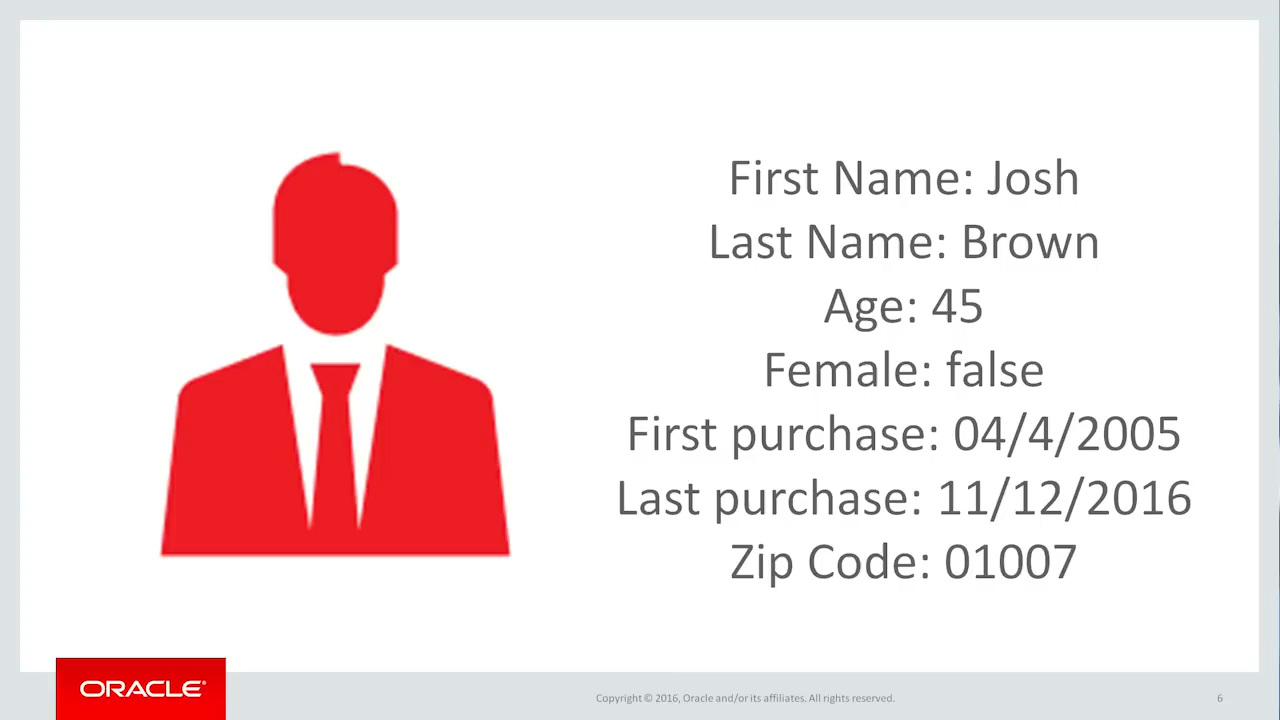 First Name: Josh
Last Name: Brown
Age: 45
Female: false
First purchase: 04/4/2005
Last purchase: 11/12/2016
Zip Code: 01007
ORACLE®
Copyright © 2016, Oracle and/or its affiliates. All rights reserved.
6